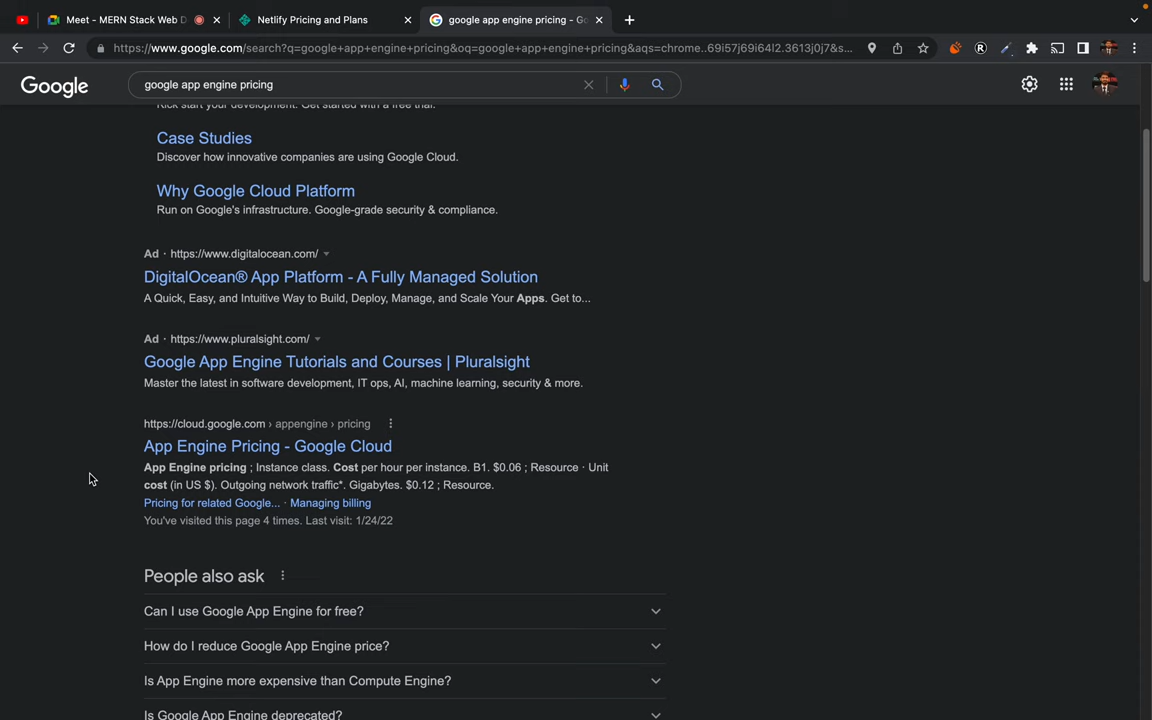 Meet - MERN Stack Web D
Netlify Pricing and Plans
google app engine pricing - Go
https://www.google.com/search?q=google+app+engine+pricing&oq=google+app+engine+pricing&aqs=chrome..69i57j69i64l2.3613j0j7&s...
Google
google app engine pricing
Kick start your development. Get started with a free trial.
Case Studies
Discover how innovative companies are using Google Cloud.
Why Google Cloud Platform
Run on Google's infrastructure. Google-grade security & compliance.
Ad · https://www.digitalocean.com/
DigitalOcean® App Platform - A Fully Managed Solution
A Quick, Easy, and Intuitive Way to Build, Deploy, Manage, and Scale Your Apps. Get to...
Ad · https://www.pluralsight.com/
Google App Engine Tutorials and Courses | Pluralsight
Master the latest in software development, IT ops, AI, machine learning, security & more.
https://cloud.google.com › appengine › pricing
App Engine Pricing - Google Cloud
App Engine pricing ; Instance class. Cost per hour per instance. B1. $0.06 ; Resource · Unit
cost (in US $). Outgoing network traffic*. Gigabytes. $0.12 ; Resource.
Pricing for related Google... · Managing billing
You've visited this page 4 times. Last visit: 1/24/22
People also ask
Can I use Google App Engine for free?
How do I reduce Google App Engine price?
Is App Engine more expensive than Compute Engine?
Is Google App Engine deprecated?